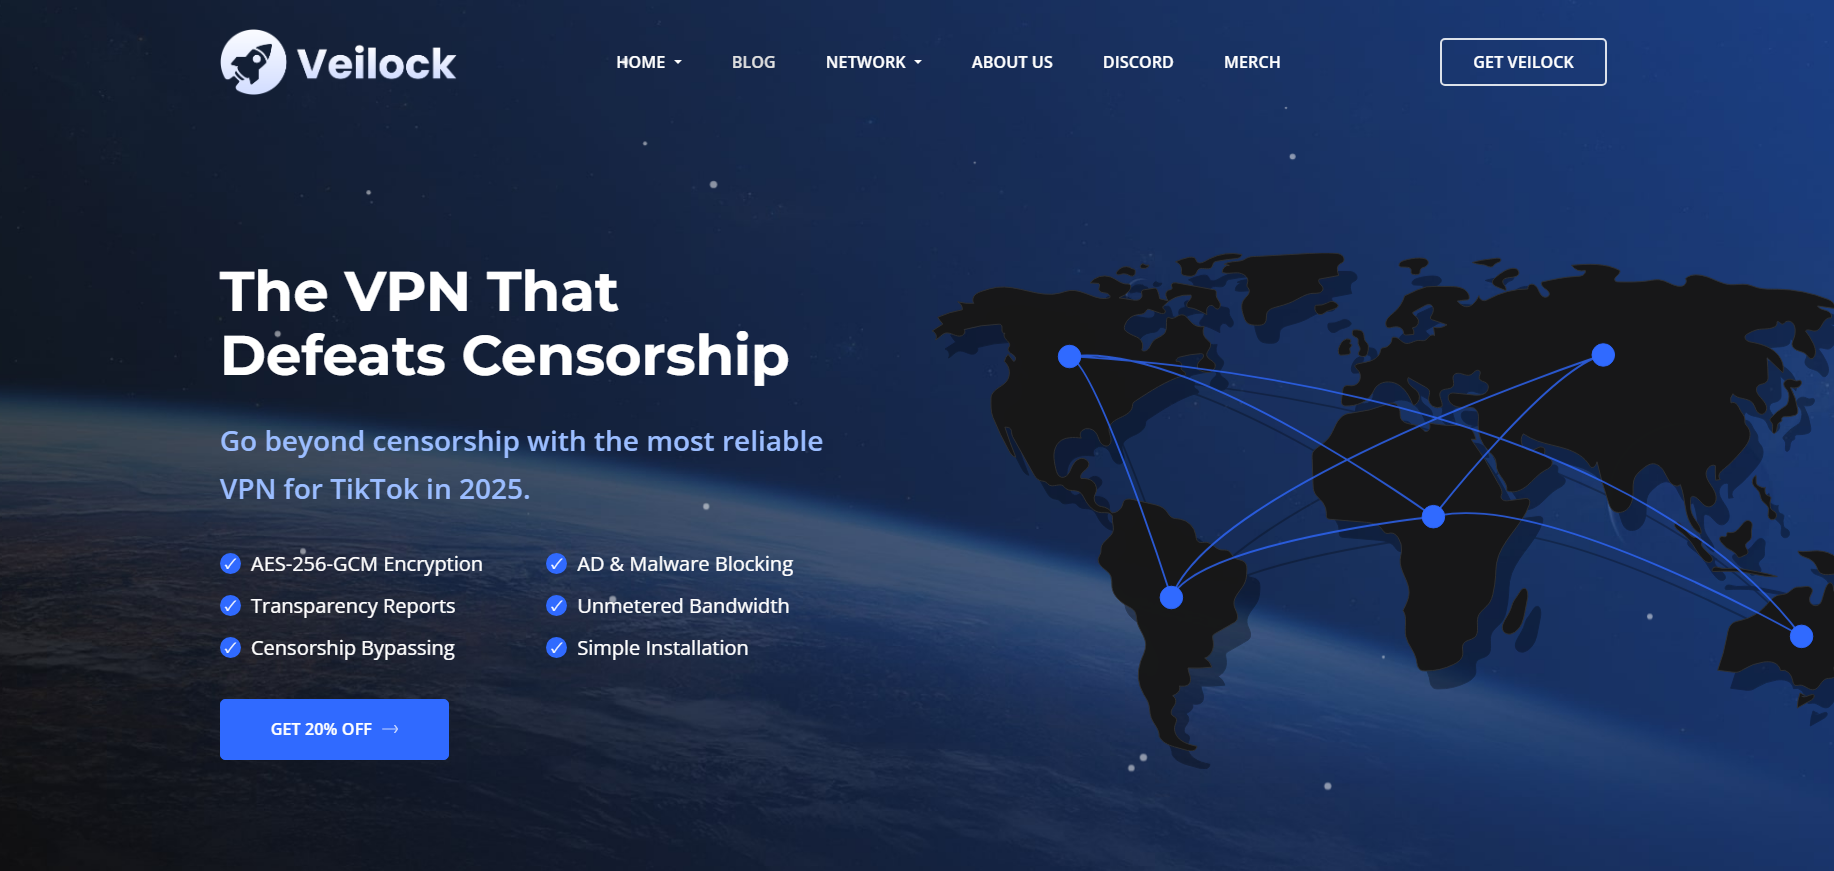 Veilock
HOME
BLOG
NETWORK
ABOUT US
DISCORD
MERCH
GET VEILOCK
The VPN That
Defeats Censorship
Go beyond censorship with the most reliable
VPN for TikTok in 2025.
AES-256-GCM Encryption
AD & Malware Blocking
Transparency Reports
Unmetered Bandwidth
Censorship Bypassing
Simple Installation
GET 20% OFF